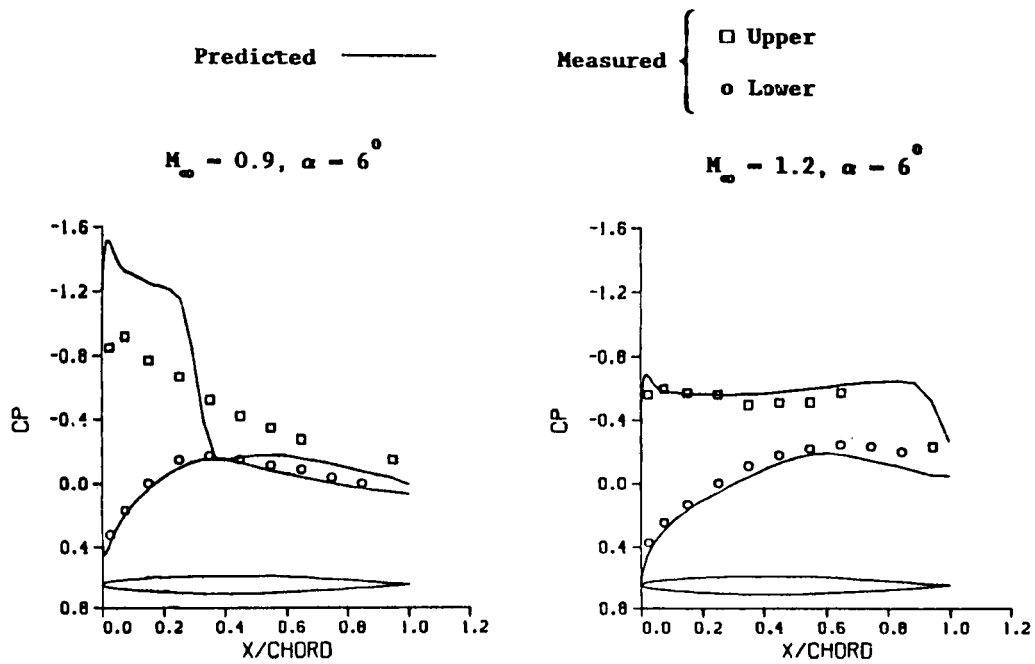 Predicted
Measured
Upper
Lower
M∞ = 0.9, α = 6°
M∞ = 1.2, α = 6°
CP
-1.6
-1.2
-0.8
-0.4
0.0
0.4
0.8
0.0 0.2 0.4 0.6 0.8 1.0 1.2
X/CHORD
CP
-1.6
-1.2
-0.8
-0.4
0.0
0.4
0.8
0.0 0.2 0.4 0.6 0.8 1.0 1.2
X/CHORD